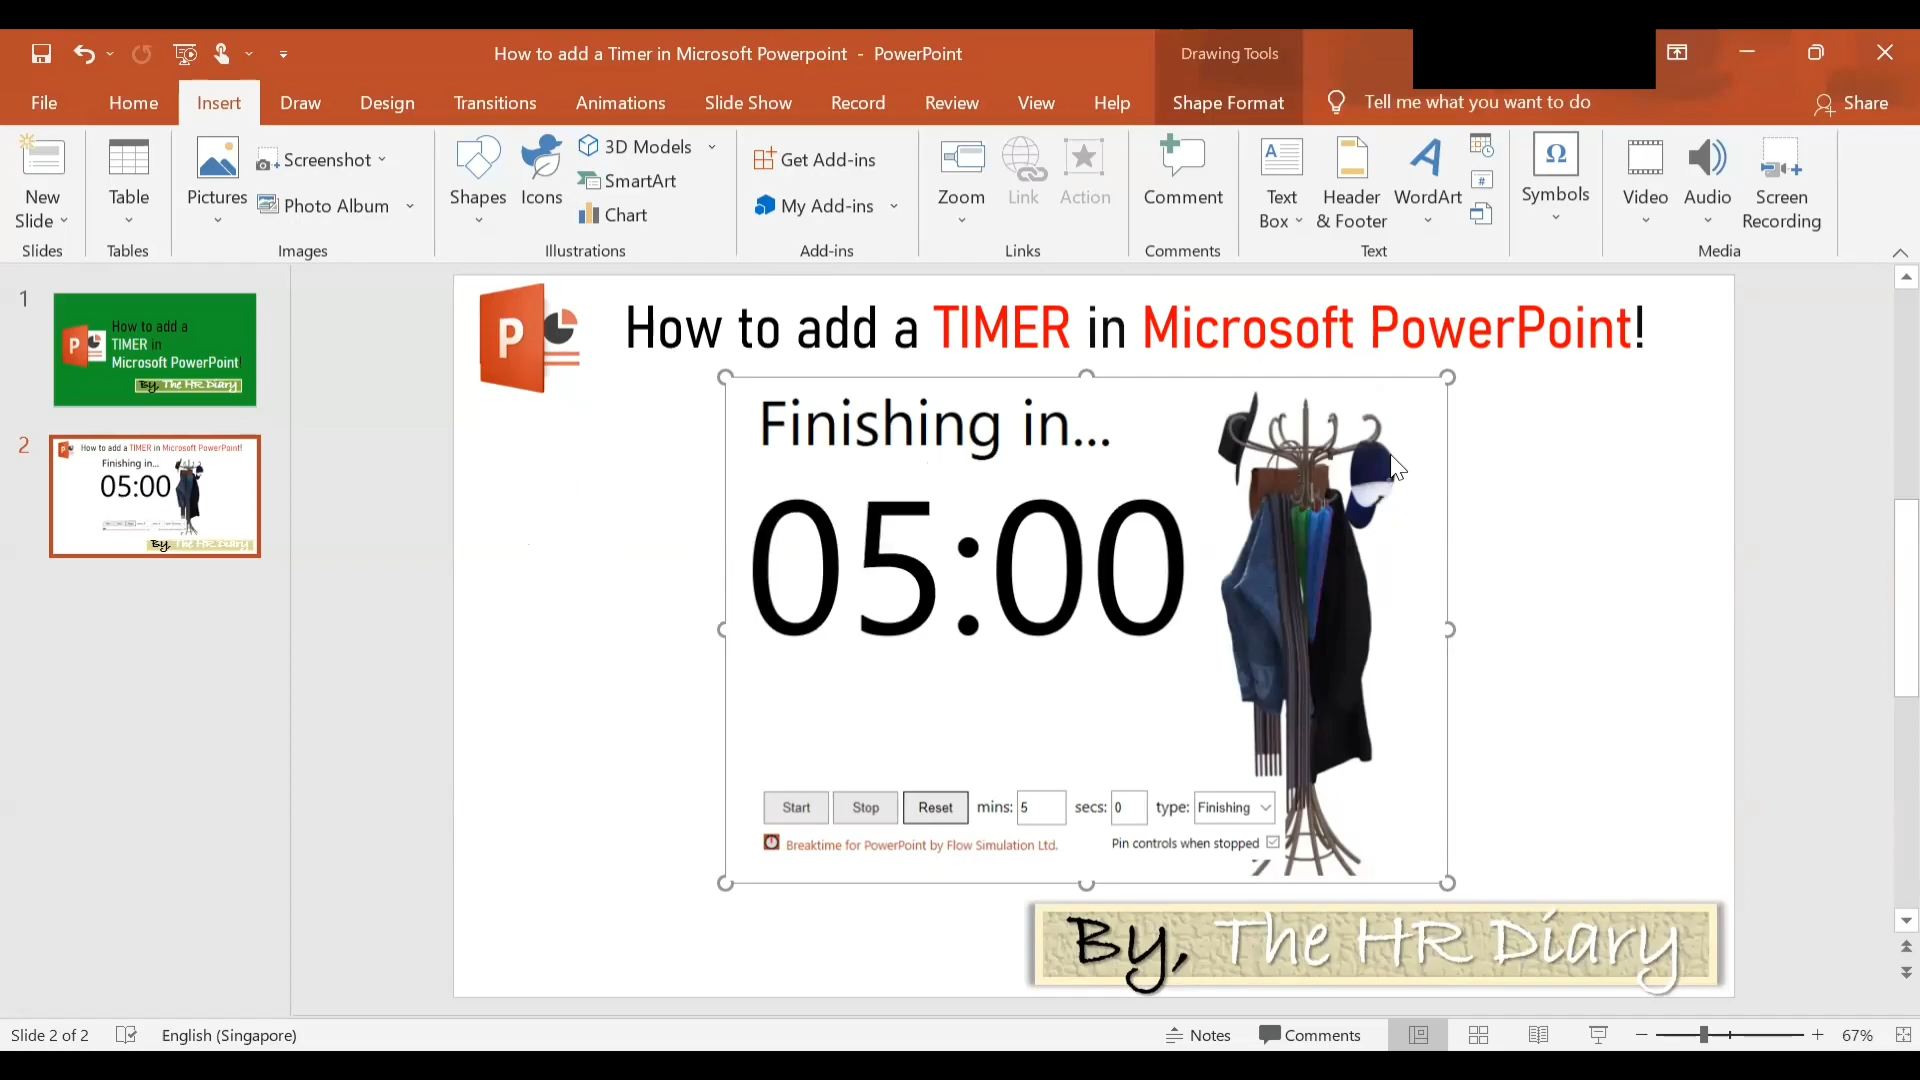 How to add a Timer in Microsoft Powerpoint - PowerPoint
Drawing Tools
File Home Insert Draw Design Transitions Animations Slide Show Record Review View Help Shape Format Tell me what you want to do Share
New Slide
Table
Pictures
Screenshot
Photo Album
Shapes
Icons
3D Models
SmartArt
Chart
Get Add-ins
My Add-ins
Zoom
Link
Action
Comment
A
Text Box
Header & Footer
A
WordArt
#
Ω
Symbols
Video
Audio
Screen Recording
Slides Tables Images Illustrations Add-ins Links Comments Text Media
1
P
How to add a
TIMER in
Microsoft PowerPoint!
By, The HR Diary
2
How to add a TIMER in Microsoft PowerPoint!
Finishing in...
05:00
By, The HR Diary
P
How to add a TIMER in Microsoft PowerPoint!
Finishing in...
05:00
Start Stop Reset mins: 5 secs: 0 type: Finishing
Breaktime for PowerPoint by Flow Simulation Ltd. Pin controls when stopped
By, The HR Diary
Slide 2 of 2 English (Singapore) Notes Comments 67%